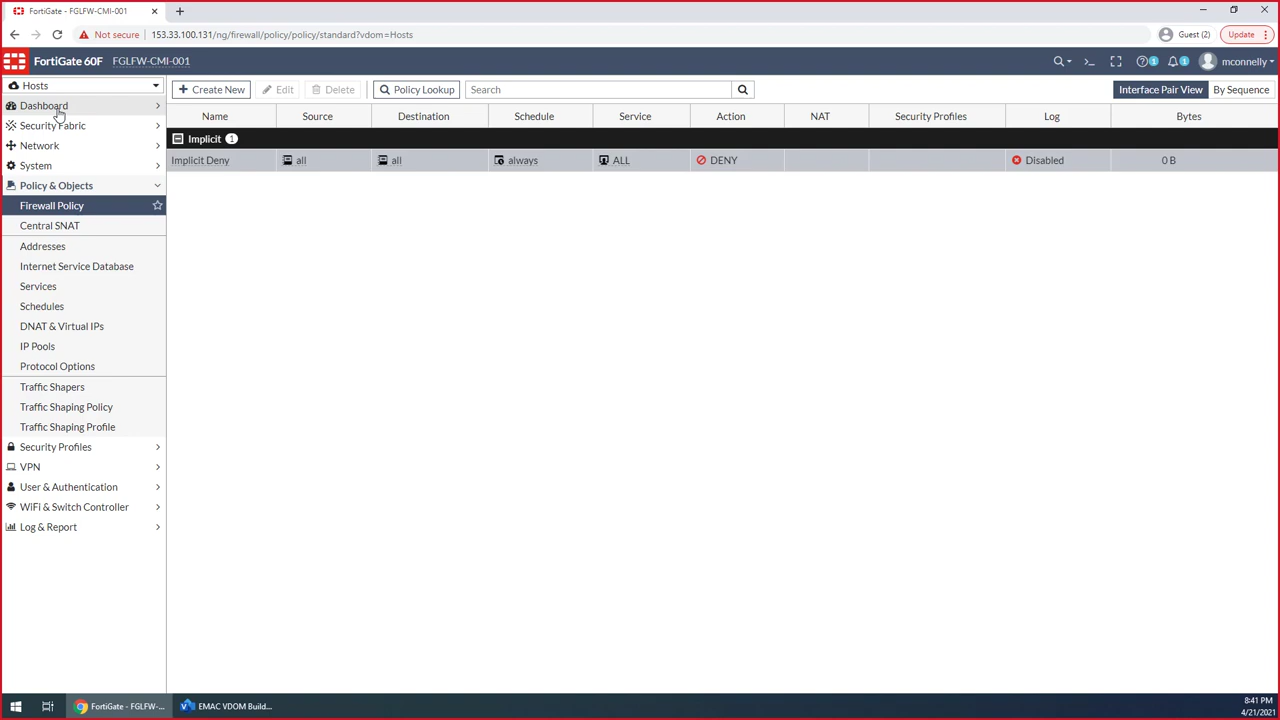 FortiGate - FGLFW-CMI-001
Not secure 153.33.100.131/ng/firewall/policy/policy/standard?vdom=Hosts Guest (2) Update
FortiGate 60F FGLFW-CMI-001 1 1 mconnelly
Hosts Create New Edit Delete Policy Lookup Search Interface Pair View By Sequence
Dashboard
Security Fabric
Network
System
Policy & Objects
Firewall Policy
Central SNAT
Addresses
Internet Service Database
Services
Schedules
DNAT & Virtual IPs
IP Pools
Protocol Options
Traffic Shapers
Traffic Shaping Policy
Traffic Shaping Profile
Security Profiles
VPN
User & Authentication
WiFi & Switch Controller
Log & Report
Name Source Destination Schedule Service Action NAT Security Profiles Log Bytes
Implicit 1
Implicit Deny all all always ALL DENY Disabled 0 B
FortiGate - FGLFW-... EMAC VDOM Build... 8:41 PM
4/21/2021